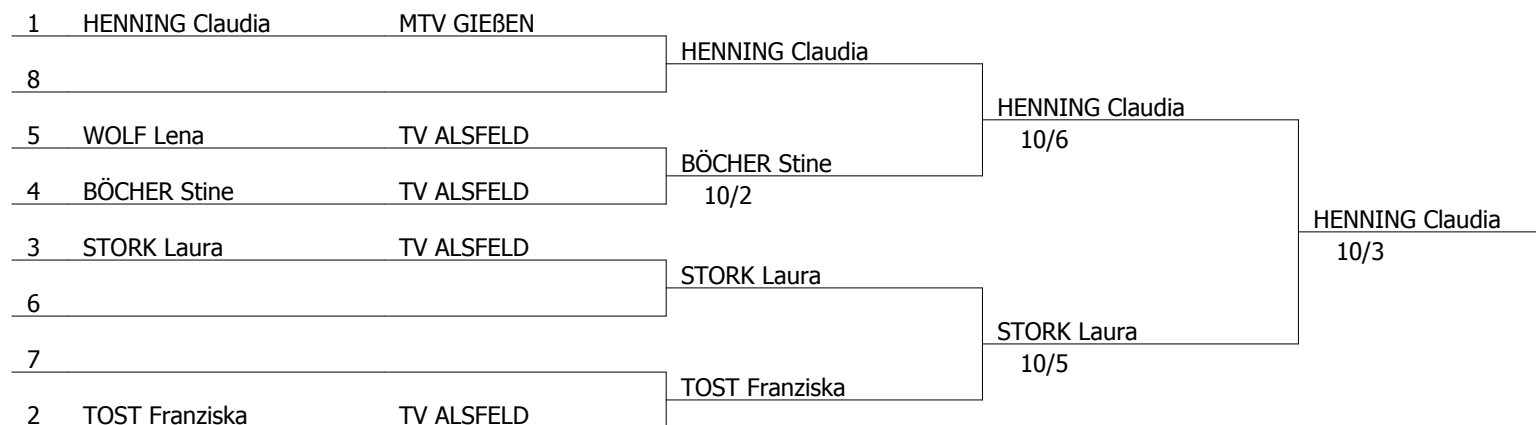 1 HENNING Claudia MTV GIEßEN
HENNING Claudia
8
HENNING Claudia
10/6
5 WOLF Lena TV ALSFELD
BÖCHER Stine
10/2
4 BÖCHER Stine TV ALSFELD
HENNING Claudia
10/3
3 STORK Laura TV ALSFELD
STORK Laura
6
STORK Laura
10/5
7
TOST Franziska
2 TOST Franziska TV ALSFELD